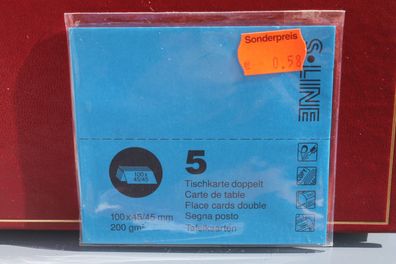 Sonderpreis
0.58
S•LINE
100x
45/45
5
Tischkarte doppelt
Carte de table
Place cards double
Segna posto
Tafelkaarten
100x45/45 mm
200 gm²